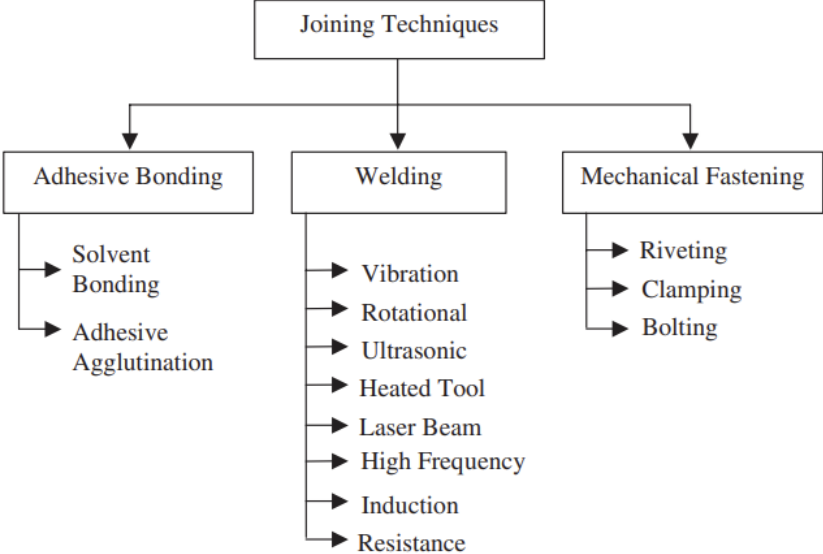 Joining Techniques
Adhesive Bonding
Solvent
Bonding
Adhesive
Agglutination
Welding
Vibration
Rotational
Ultrasonic
Heated Tool
Laser Beam
High Frequency
Induction
Resistance
Mechanical Fastening
Riveting
Clamping
Bolting